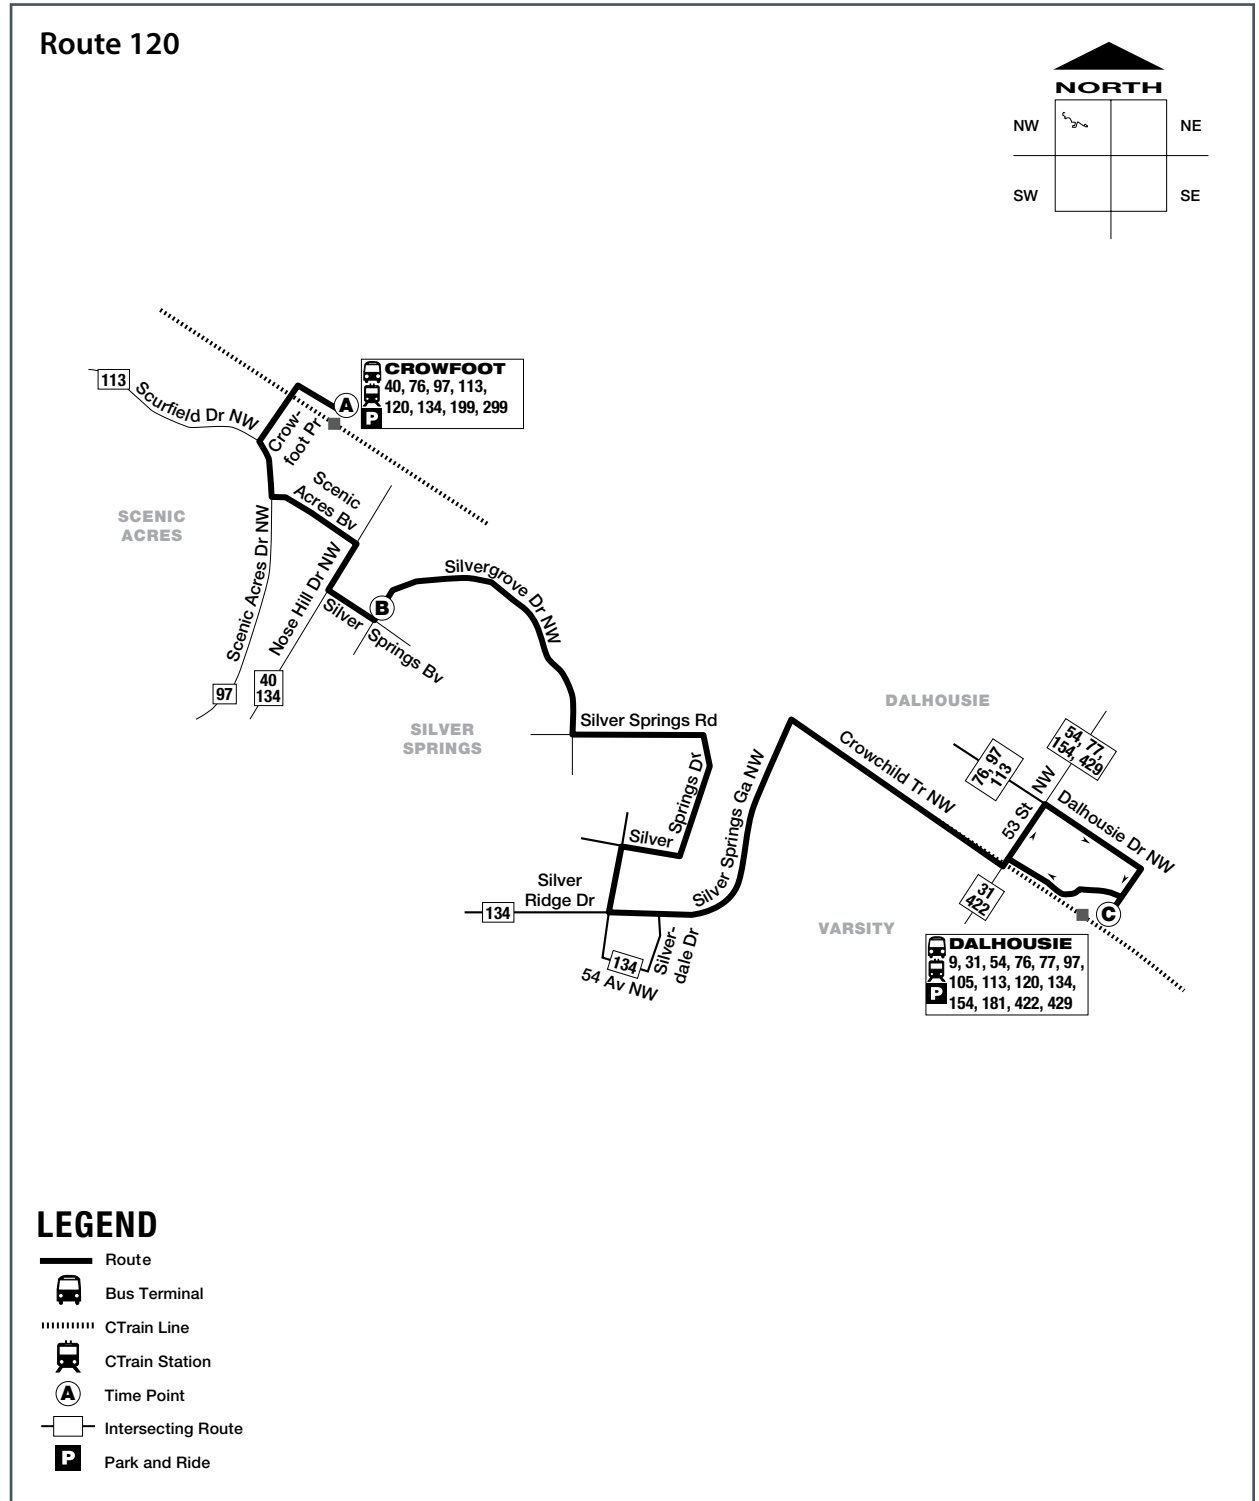 Route 120
NORTH
NW
NE
SW
SE
CROWFOOT
40, 76, 97, 113,
120, 134, 199, 299
P
A
113
Scurfield Dr NW
Crow-
foot Pr
Scenic
Acres Bv
SCENIC
ACRES
Scenic Acres Dr NW
Nose Hill Dr NW
Silver
Springs Bv
B
Silvergrove Dr NW
97
40
134
SILVER
SPRINGS
Silver Springs Rd
Silver
Springs Dr
Silver Springs Ga NW
Silver
Ridge Dr
134
134
54 Av NW
Silver-
dale Dr
DALHOUSIE
Crowchild Tr NW
76, 97
113
54, 77,
154, 429
53 St NW
Dalhousie Dr NW
31
422
C
VARSITY
DALHOUSIE
9, 31, 54, 76, 77, 97,
105, 113, 120, 134,
154, 181, 422, 429
P
LEGEND
Route
Bus Terminal
CTrain Line
CTrain Station
A Time Point
Intersecting Route
P Park and Ride